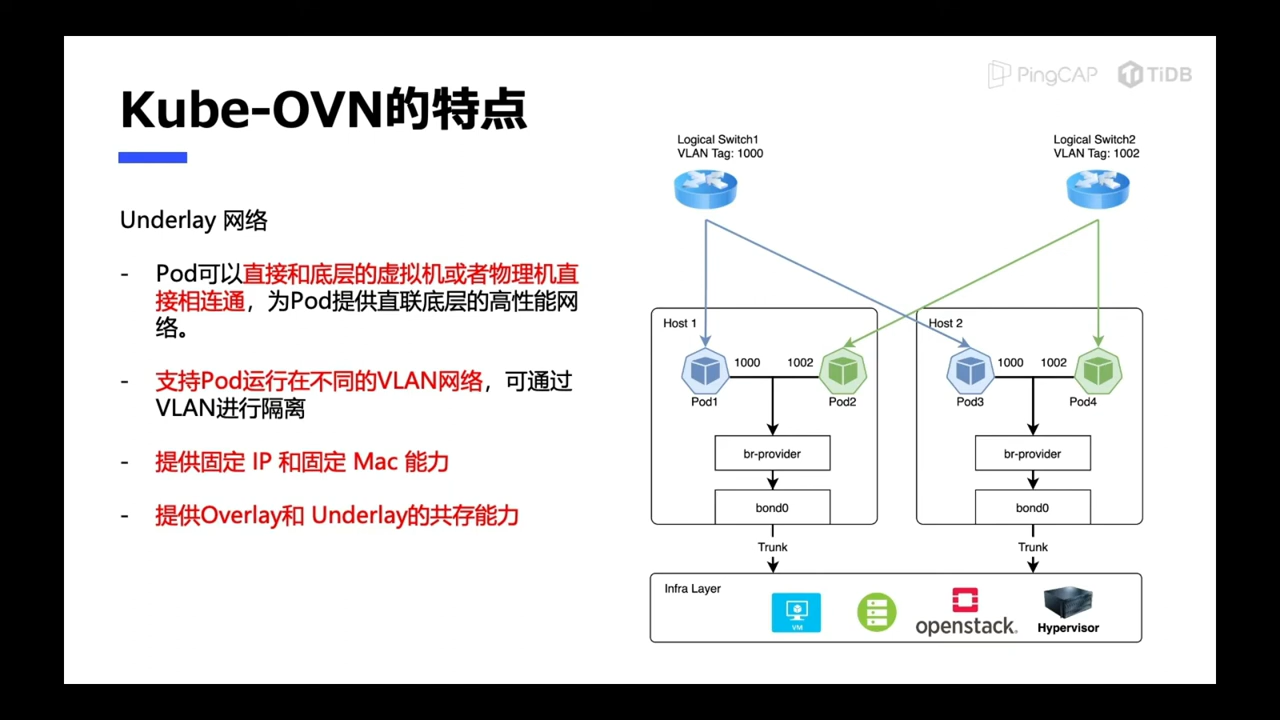 PingCAP TiDB
Kube-OVN的特点
Underlay 网络
- Pod可以直接和底层的虚拟机或者物理机直
接相连通，为Pod提供直联底层的高性能网
络。
- 支持Pod运行在不同的VLAN网络，可通过
VLAN进行隔离
- 提供固定 IP 和固定 Mac 能力
- 提供Overlay和 Underlay的共存能力
Logical Switch1
VLAN Tag: 1000
Logical Switch2
VLAN Tag: 1002
Host 1
1000
1002
Pod1
Pod2
br-provider
bond0
Trunk
Host 2
1000
1002
Pod3
Pod4
br-provider
bond0
Trunk
Infra Layer
VM
openstack.
Hypervisor